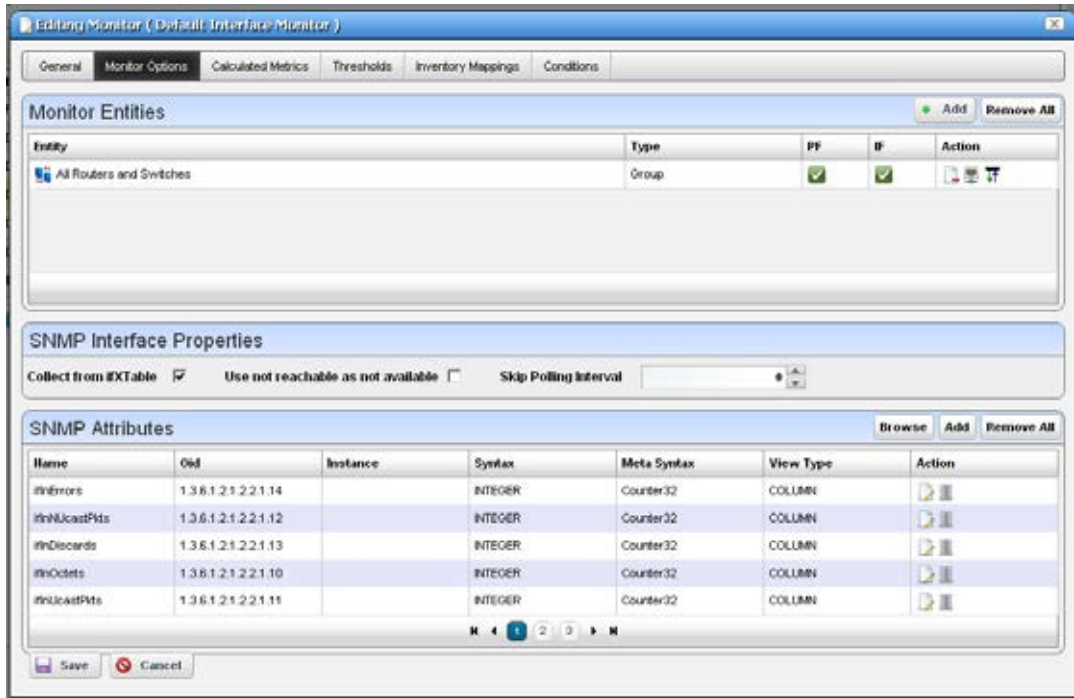 Editing Monitor ( Default Interface Monitor )
General Monitor Options Calculated Metrics Thresholds Inventory Mappings Conditions
Monitor Entities Add Remove All
Entity Type PF IF Action
All Routers and Switches Group
SNMP Interface Properties
Collect from ifXTable Use not reachable as not available Skip Polling Interval 0
SNMP Attributes Browse Add Remove All
Name Oid Instance Syntax Meta Syntax View Type Action
ifInErrors 1.3.6.1.2.1.2.2.1.14 INTEGER Counter32 COLUMN
ifInNUcastPkts 1.3.6.1.2.1.2.2.1.12 INTEGER Counter32 COLUMN
ifInDiscards 1.3.6.1.2.1.2.2.1.13 INTEGER Counter32 COLUMN
ifInOctets 1.3.6.1.2.1.2.2.1.10 INTEGER Counter32 COLUMN
ifInUcastPkts 1.3.6.1.2.1.2.2.1.11 INTEGER Counter32 COLUMN
1 2 3
Save Cancel